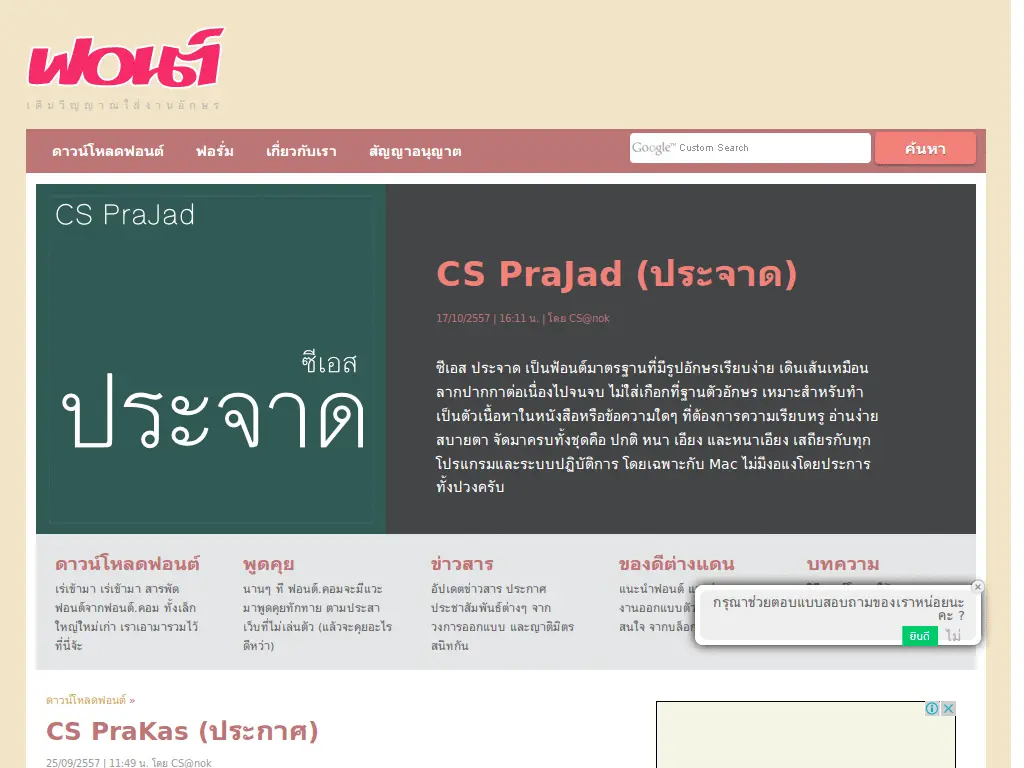 ฟอนต์
เติมวิญญาณใส่งานอักษร
ดาวน์โหลดฟอนต์ ฟอรั่ม เกี่ยวกับเรา สัญญาอนุญาต
Google™ Custom Search ค้นหา
CS PraJad
ซีเอส
ประจาด
CS PraJad (ประจาด)
17/10/2557 | 16:11 น. | โดย CS@nok
ซีเอส ประจาด เป็นฟ้อนต์มาตรฐานที่มีรูปอักษรเรียบง่าย เดินเส้นเหมือน
ลากปากกาต่อเนื่องไปจนจบ ไม่ใส่เกือกที่ฐานตัวอักษร เหมาะสำหรับทำ
เป็นตัวเนื้อหาในหนังสือหรือข้อความใดๆ ที่ต้องการความเรียบหรู อ่านง่าย
สบายตา จัดมาครบทั้งชุดคือ ปกติ หนา เอียง และหนาเอียง เสถียรกับทุก
โปรแกรมและระบบปฏิบัติการ โดยเฉพาะกับ Mac ไม่มีงอแงโดยประการ
ทั้งปวงครับ
ดาวน์โหลดฟอนต์
เร่เข้ามา เร่เข้ามา สารพัด
ฟอนต์จากฟอนต์.คอม ทั้งเล็ก
ใหญ่ใหม่เก่า เราเอามารวมไว้
ที่นี่จ้ะ
พูดคุย
นานๆ ที ฟอนต์.คอมจะมีแวะ
มาพูดคุยทักทาย ตามประสา
เว็บที่ไม่เล่นตัว (แล้วจะคุยอะไร
ดีหว่า)
ข่าวสาร
อัปเดตข่าวสาร ประกาศ
ประชาสัมพันธ์ต่างๆ จาก
วงการออกแบบ และญาติมิตร
สนิทกัน
ของดีต่างแดน
แนะนำฟอนต์
งานออกแบบตัว
สนใจ จากบล็อก
บทความ
กรุณาช่วยตอบแบบสอบถามของเราหน่อยนะ
คะ ?
ยินดี ไม่
ดาวน์โหลดฟอนต์ »
CS PraKas (ประกาศ)
25/09/2557 | 11:49 น. โดย CS@nok